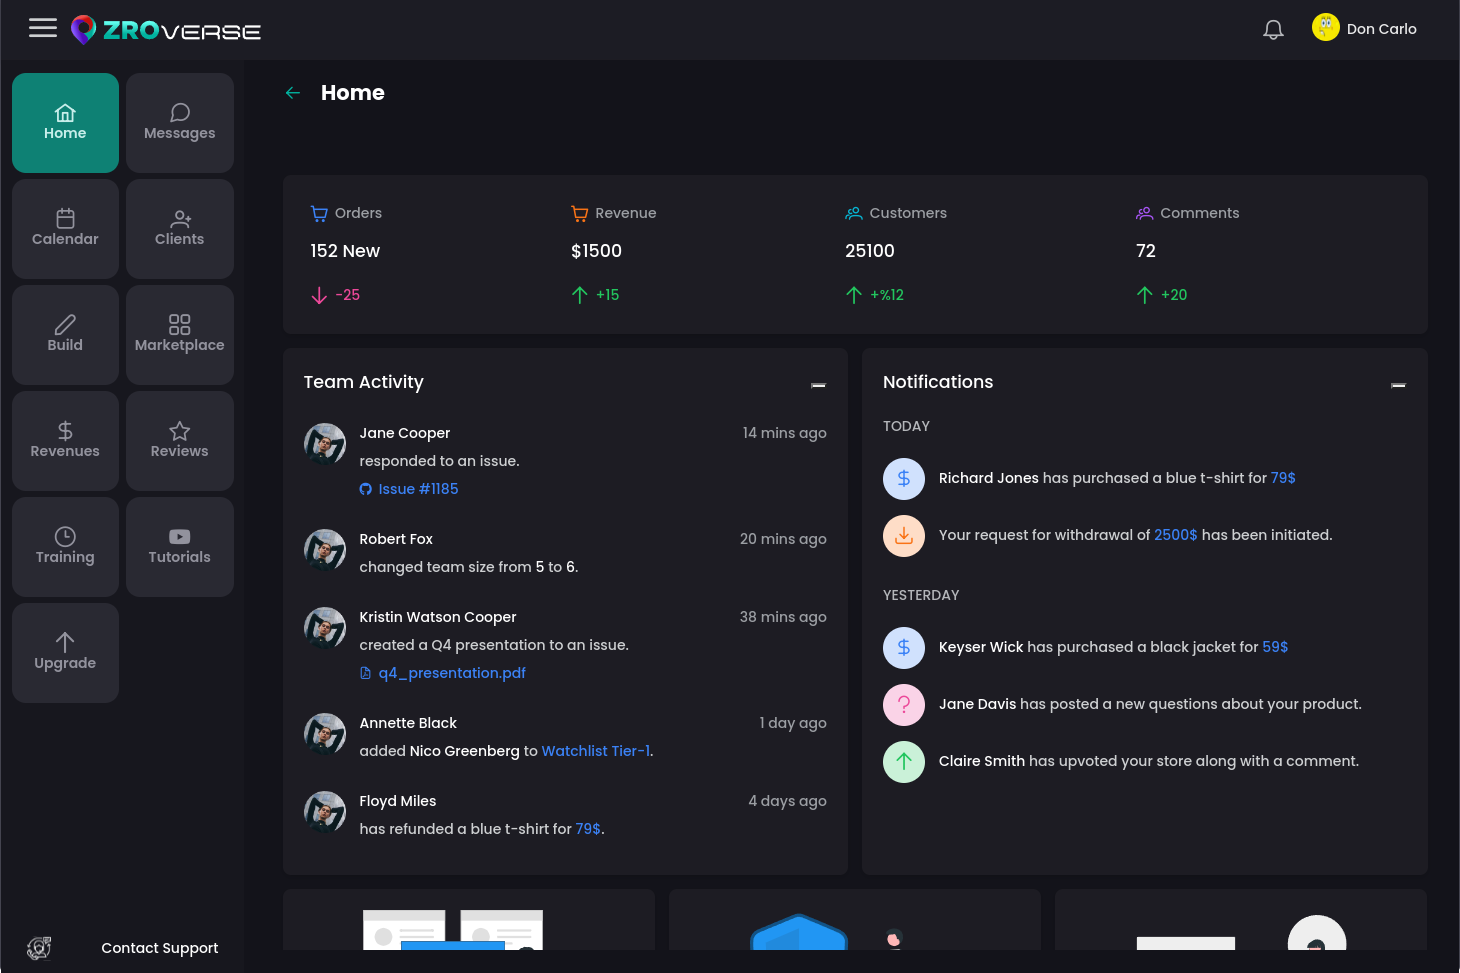 ZROVERSE
Don Carlo
Home
Messages
Calendar
Clients
Build
Marketplace
Revenues
Reviews
Training
Tutorials
Upgrade
Contact Support
Home
Orders
152 New
-25
Revenue
$1500
+15
Customers
25100
+%12
Comments
72
+20
Team Activity
Jane Cooper 14 mins ago
responded to an issue.
Issue #1185
Robert Fox 20 mins ago
changed team size from 5 to 6.
Kristin Watson Cooper 38 mins ago
created a Q4 presentation to an issue.
q4_presentation.pdf
Annette Black 1 day ago
added Nico Greenberg to Watchlist Tier-1.
Floyd Miles 4 days ago
has refunded a blue t-shirt for 79$.
Notifications
TODAY
Richard Jones has purchased a blue t-shirt for 79$
Your request for withdrawal of 2500$ has been initiated.
YESTERDAY
Keyser Wick has purchased a black jacket for 59$
Jane Davis has posted a new questions about your product.
Claire Smith has upvoted your store along with a comment.